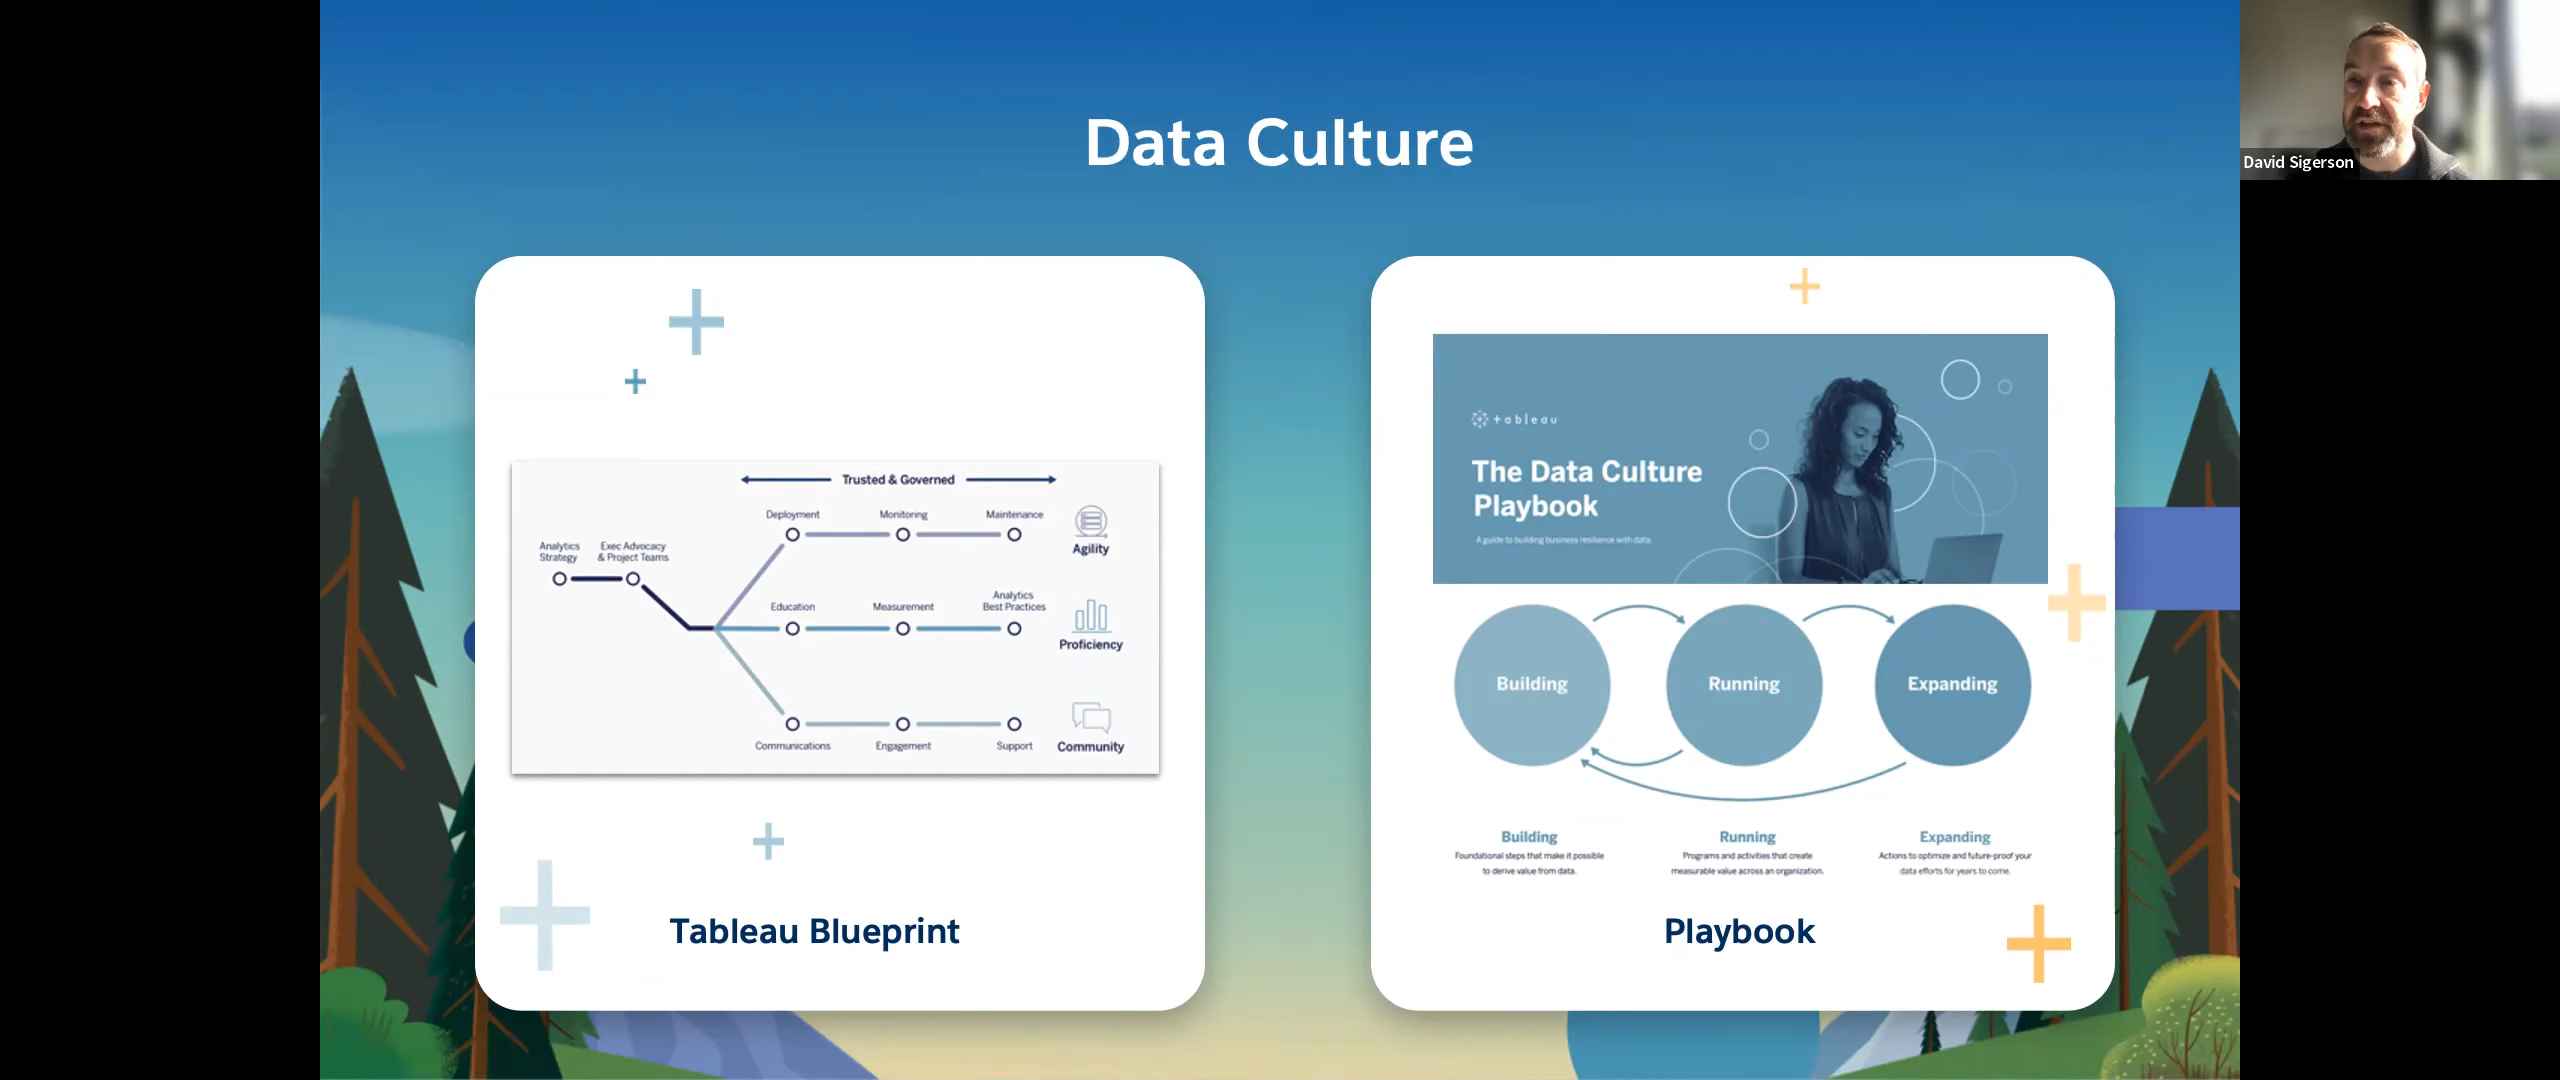 Data Culture
David Sigerson
Trusted & Governed
Deployment
Monitoring
Maintenance
Agility
Analytics
Strategy
Exec Advocacy
& Project Teams
Education
Measurement
Analytics
Best Practices
Proficiency
Communications
Engagement
Support
Community
Tableau Blueprint
+ableau
The Data Culture
Playbook
A guide to building business resilience with data.
Building
Running
Expanding
Building
Foundational steps that make it possible
to derive value from data.
Running
Programs and activities that create
measurable value across an organization.
Expanding
Actions to optimize and future-proof your
data efforts for years to come.
Playbook